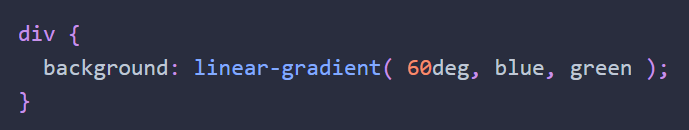 div {
  background: linear-gradient( 60deg, blue, green );
}